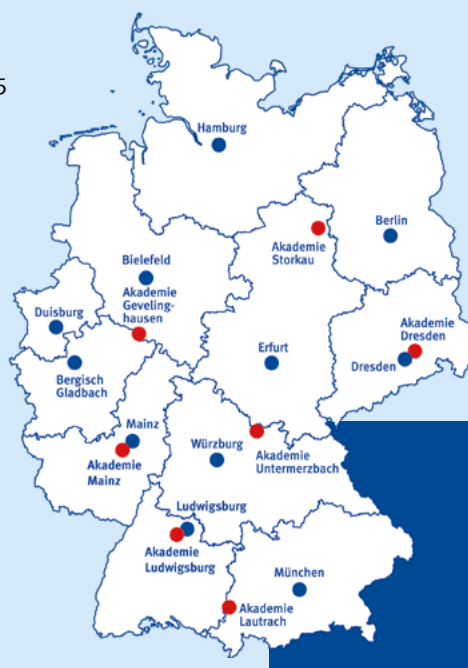 5
Hamburg
Berlin
Akademie
Storkau
Bielefeld
Akademie
Geveling-
hausen
Duisburg
Akademie
Dresden
Erfurt
Dresden
Bergisch
Gladbach
Mainz
Würzburg
Akademie
Mainz
Akademie
Untermerzbach
Ludwigsburg
Akademie
Ludwigsburg
München
Akademie
Lautrach